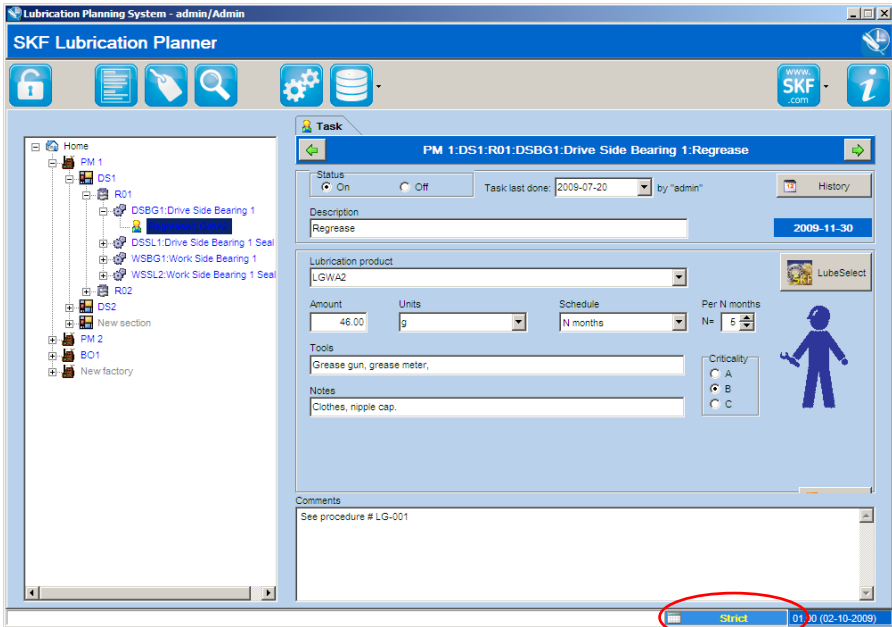 Lubrication Planning System - admin/Admin
SKF Lubrication Planner
www.
SKF
.com
i
Task
PM 1:DS1:R01:DSBG1:Drive Side Bearing 1:Regrease
Home
PM 1
DS1
R01
DSBG1:Drive Side Bearing 1
DSSL1:Drive Side Bearing 1 Seal
WSBG1:Work Side Bearing 1
WSSL2:Work Side Bearing 1 Seal
R02
DS2
New section
PM 2
BO1
New factory
Status
On Off Task last done: 2009-07-20 by "admin" 12 History
Description
Regrease 2009-11-30
Lubrication product
LGWA2 LubeSelect
Amount Units Schedule Per N months
46.00 g N months N= 5
Tools
Grease gun, grease meter,
Criticality
A
B
C
Notes
Clothes, nipple cap.
Comments
See procedure # LG-001
Strict 01.00 (02-10-2009)